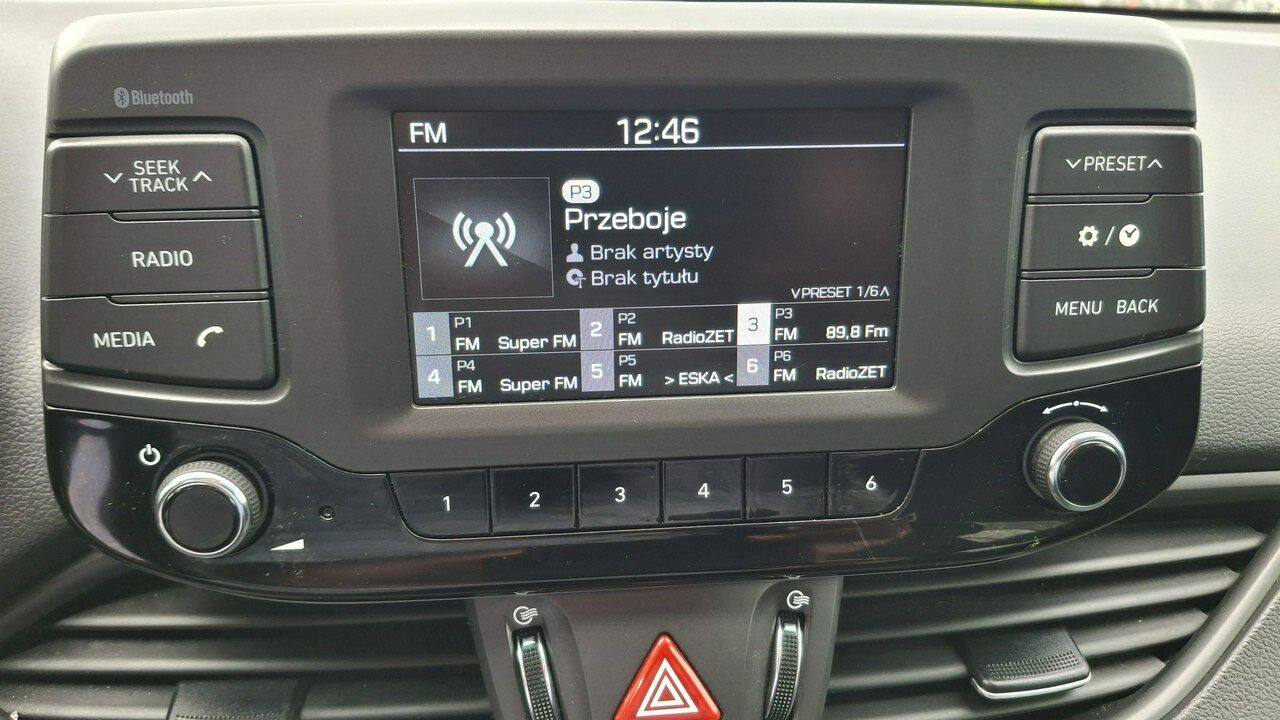 Bluetooth
SEEK
TRACK
RADIO
MEDIA
FM 12:46
P3
Przeboje
Brak artysty
Brak tytułu
PRESET 1/6
1 P1 FM Super FM
2 P2 FM RadioZET
3 P3 FM 89,8 Fm
4 P4 FM Super FM
5 P5 FM > ESKA <
6 P6 FM RadioZET
PRESET
/
MENU BACK
1 2 3 4 5 6